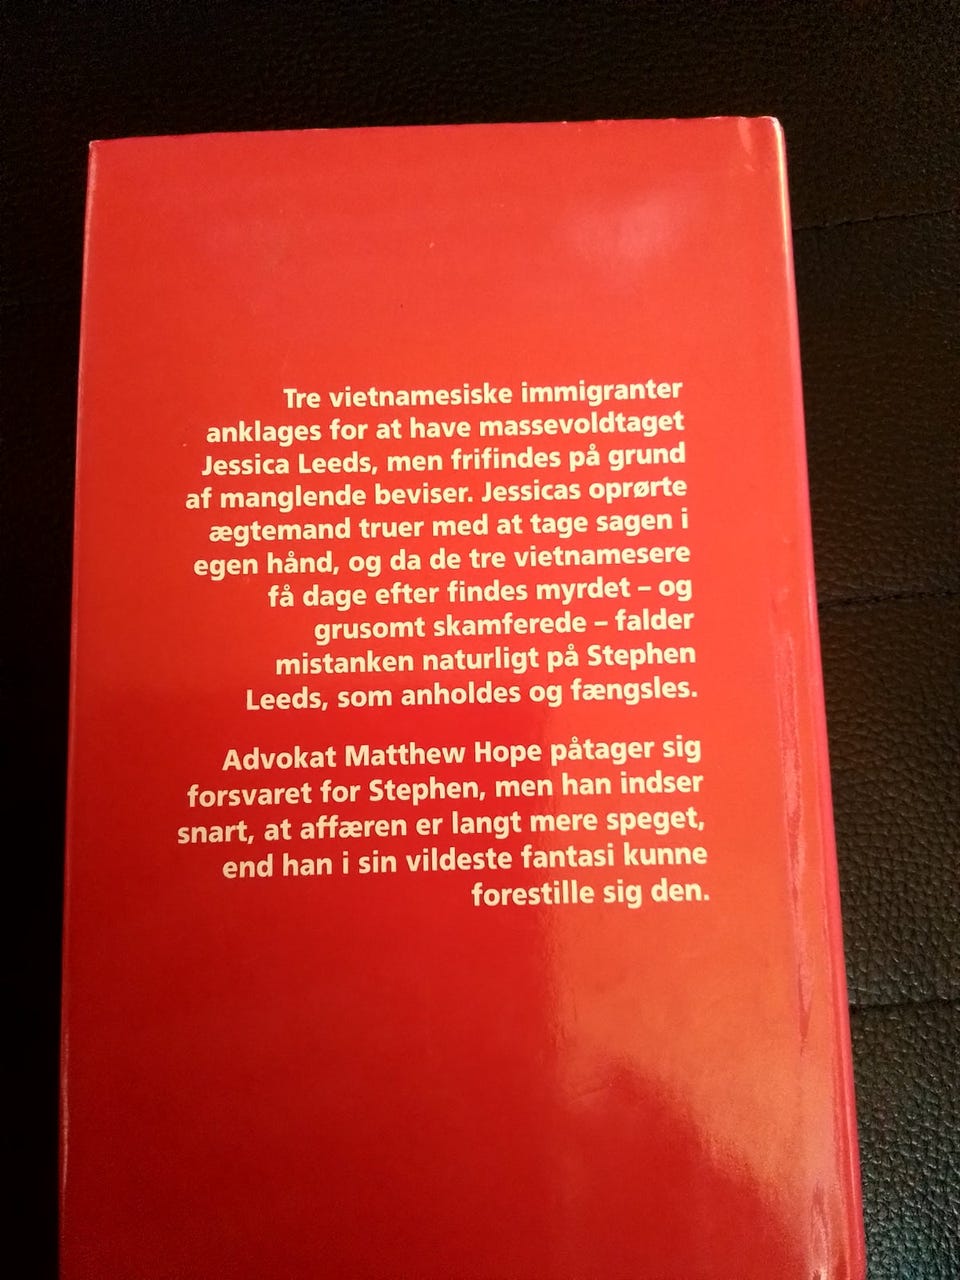 Tre vietnamesiske immigranter
anklages for at have massevoldtaget
Jessica Leeds, men frifindes på grund
af manglende beviser. Jessicas oprørte
ægtemand truer med at tage sagen i
egen hånd, og da de tre vietnamesere
få dage efter findes myrdet – og
grusomt skamferede – falder
mistanken naturligt på Stephen
Leeds, som anholdes og fængsles.
Advokat Matthew Hope påtager sig
forsvaret for Stephen, men han indser
snart, at affæren er langt mere speget,
end han i sin vildeste fantasi kunne
forestille sig den.